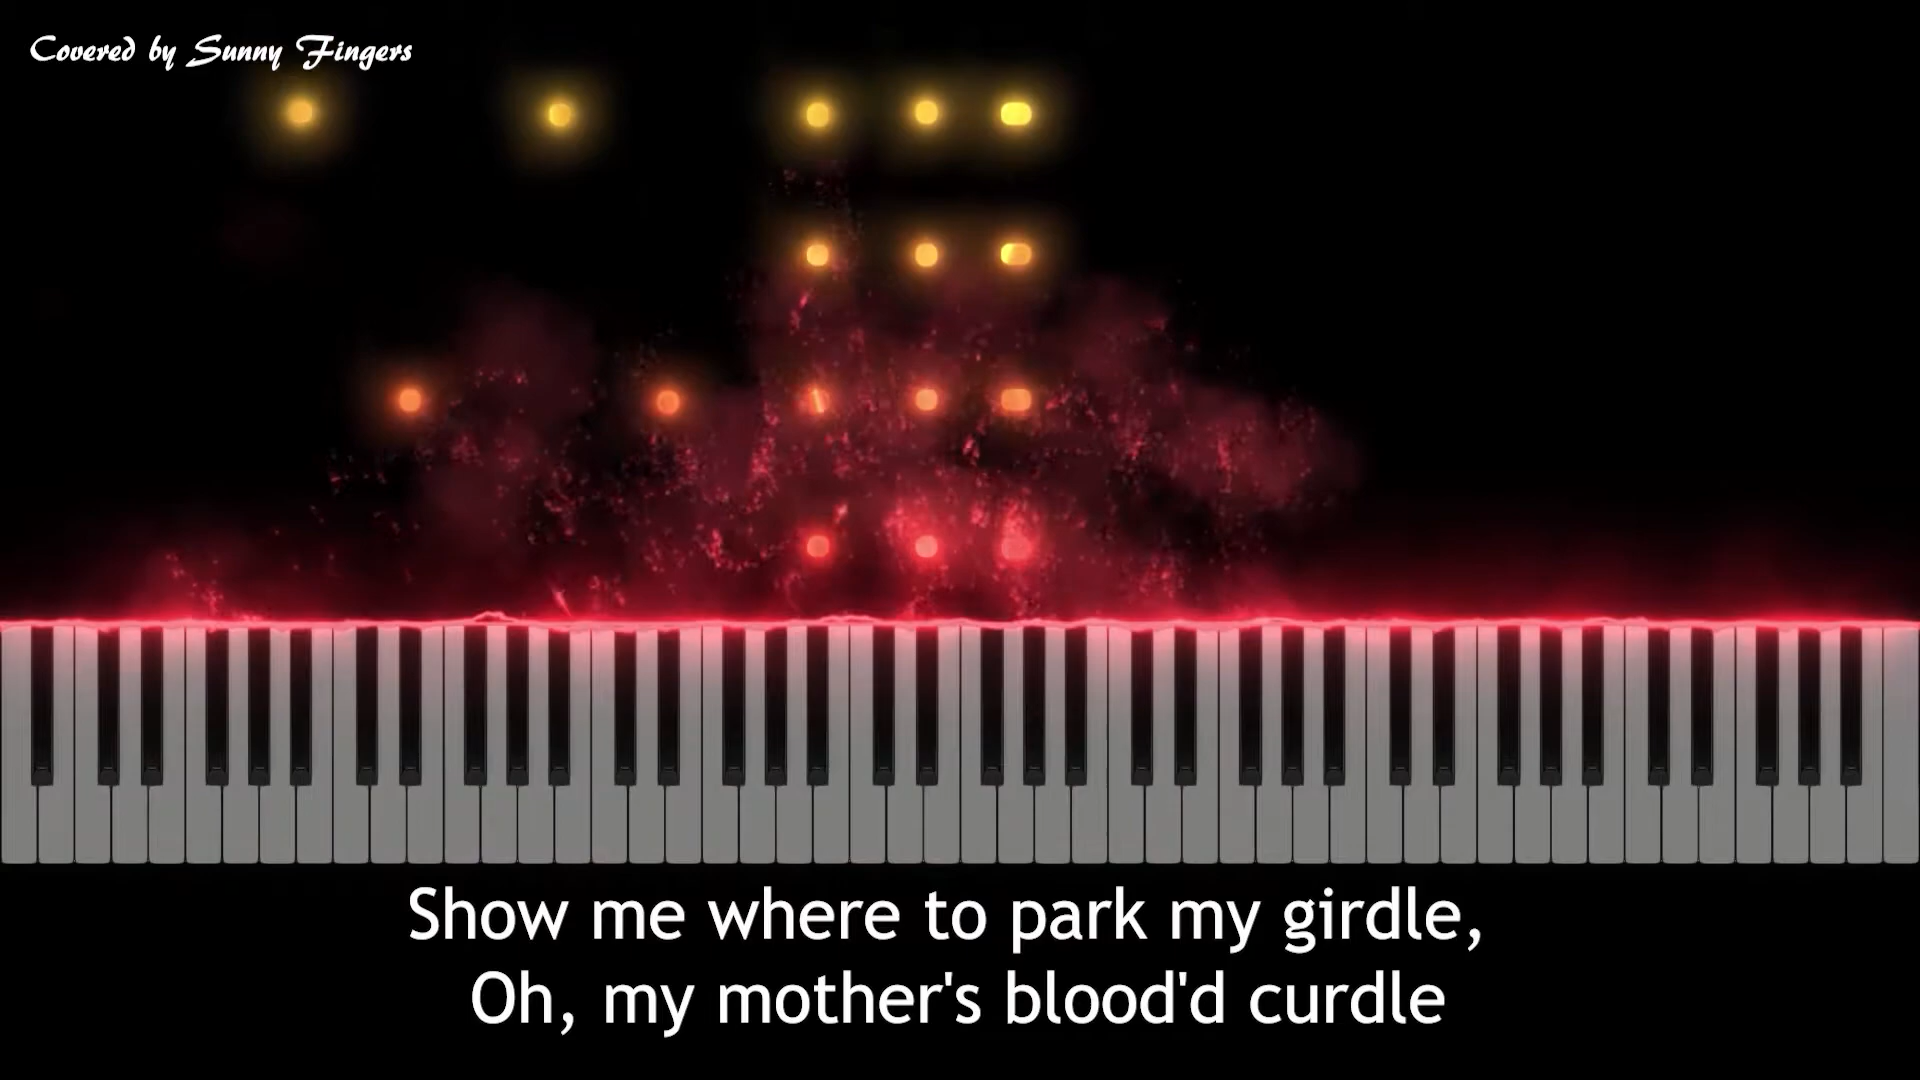 Covered by Sunny Fingers
Show me where to park my girdle,
Oh, my mother's blood'd curdle